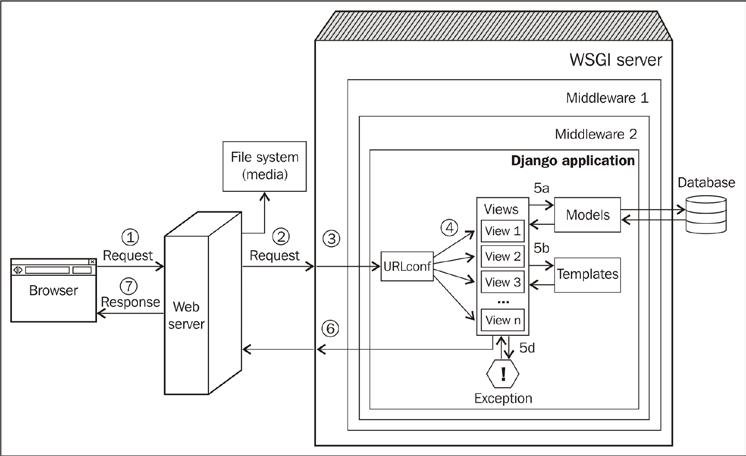 WSGI server
Middleware 1
Middleware 2
Django application
File system
(media)
Database
5a
Views
Models
View 1
④
① Request
② Request
③
URLconf
View 2
5b
Templates
View 3
...
View n
Browser
⑦ Response
Web
server
⑥
5d
!
Exception